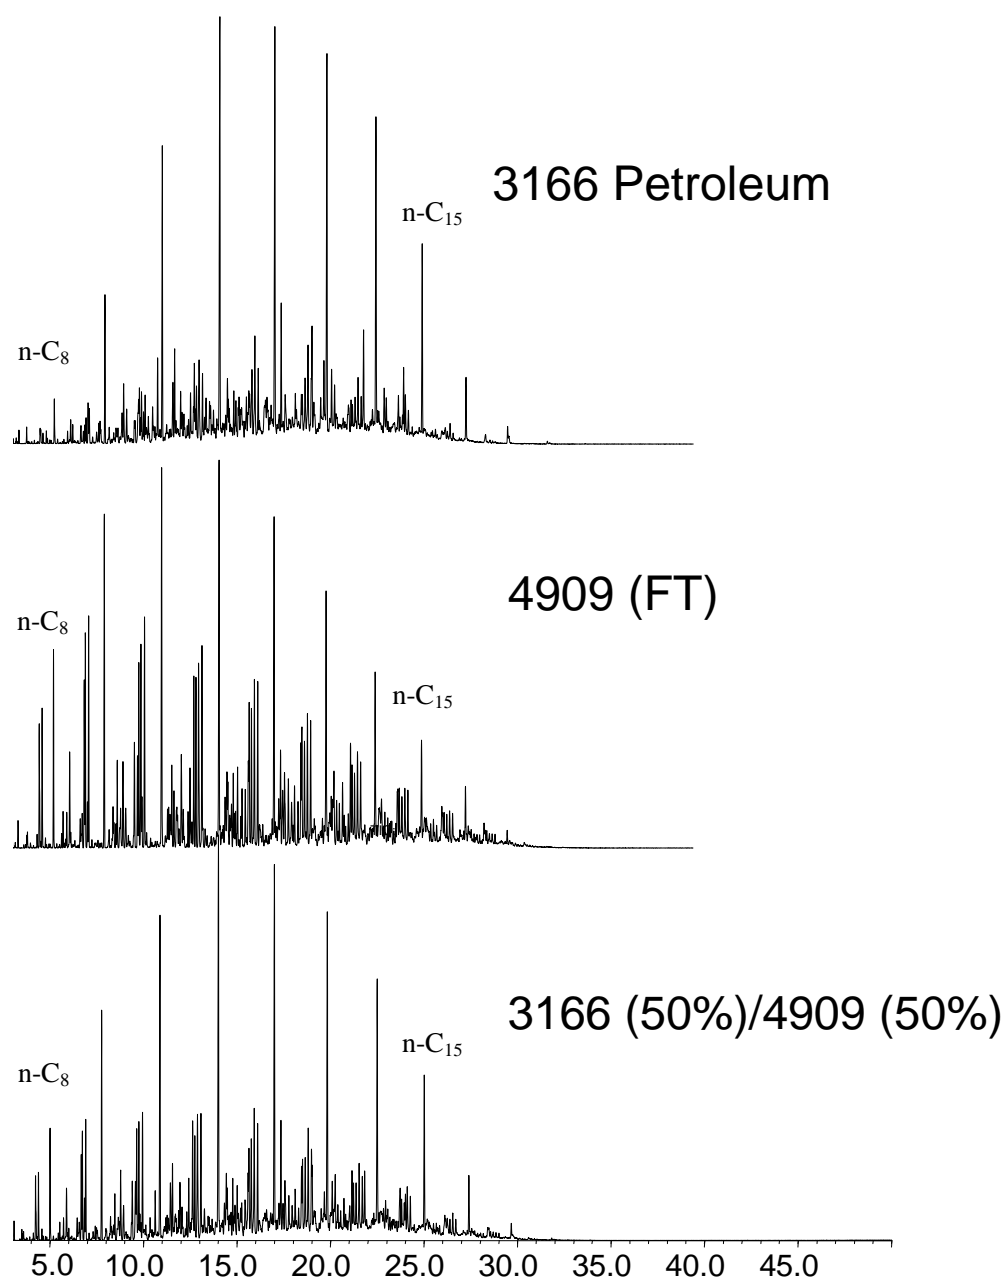 3166 Petroleum
n-C₁₅
n-C₈
4909 (FT)
n-C₈
n-C₁₅
3166 (50%)/4909 (50%)
n-C₁₅
n-C₈
5.0 10.0 15.0 20.0 25.0 30.0 35.0 40.0 45.0